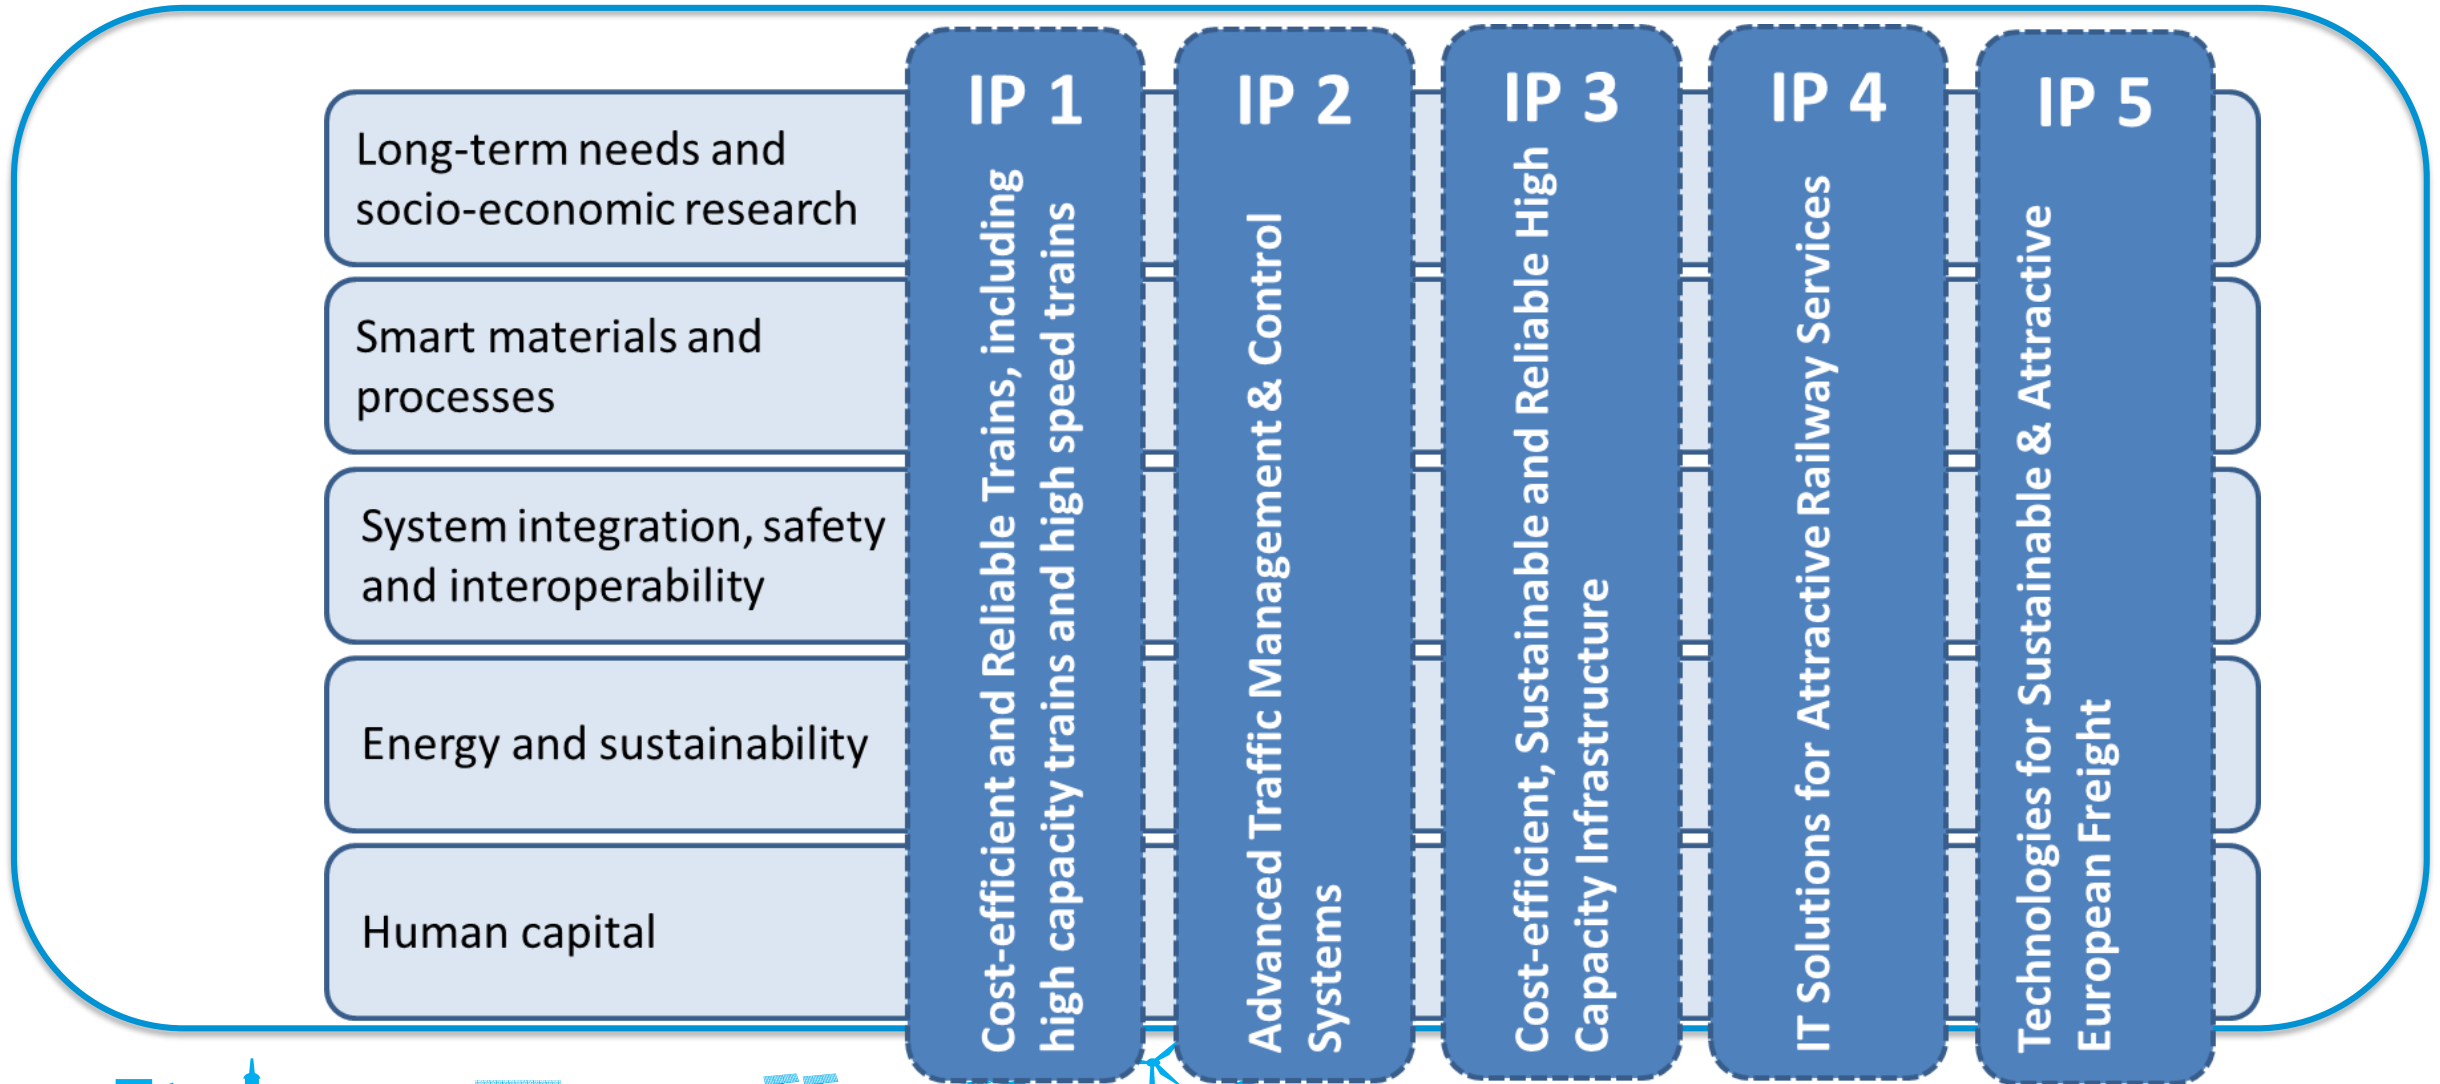 Long-term needs and
socio-economic research
Smart materials and
processes
System integration, safety
and interoperability
Energy and sustainability
Human capital
IP 1
Cost-efficient and Reliable Trains, including
high capacity trains and high speed trains
IP 2
Advanced Traffic Management & Control
Systems
IP 3
Cost-efficient, Sustainable and Reliable High
Capacity Infrastructure
IP 4
IT Solutions for Attractive Railway Services
IP 5
Technologies for Sustainable & Attractive
European Freight